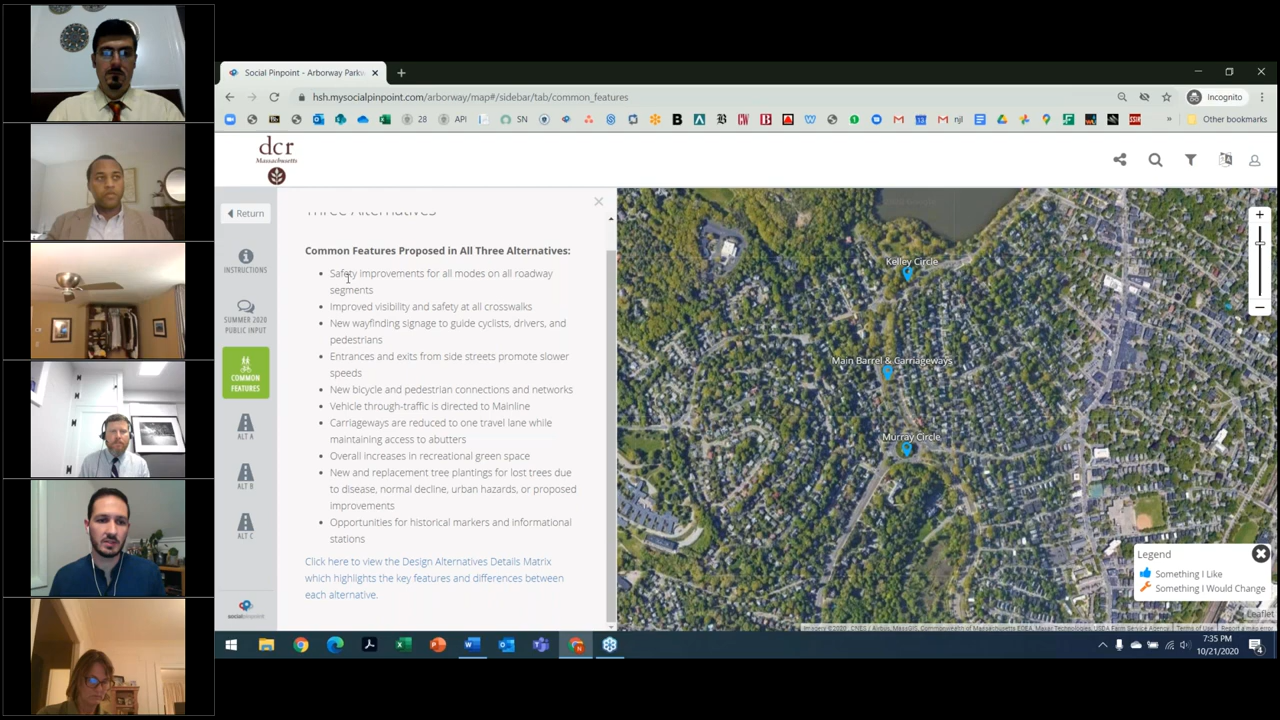 Social Pinpoint - Arborway Parkw
hsh.mysocialpinpoint.com/arborway/map#/sidebar/tab/common_features
Incognito
28
API
SN
njl
Other bookmarks
dcr
Massachusetts
Return
INSTRUCTIONS
SUMMER 2020
PUBLIC INPUT
COMMON
FEATURES
ALT A
ALT B
ALT C
socialpinpoint
Three Alternatives
Common Features Proposed in All Three Alternatives:
Safety improvements for all modes on all roadway
segments
Improved visibility and safety at all crosswalks
New wayfinding signage to guide cyclists, drivers, and
pedestrians
Entrances and exits from side streets promote slower
speeds
New bicycle and pedestrian connections and networks
Vehicle through-traffic is directed to Mainline
Carriageways are reduced to one travel lane while
maintaining access to abutters
Overall increases in recreational green space
New and replacement tree plantings for lost trees due
to disease, normal decline, urban hazards, or proposed
improvements
Opportunities for historical markers and informational
stations
Click here to view the Design Alternatives Details Matrix
which highlights the key features and differences between
each alternative.
Kelley Circle
Main Barrel & Carriageways
Murray Circle
Legend
Something I Like
Something I Would Change
Leaflet
7:35 PM
10/21/2020